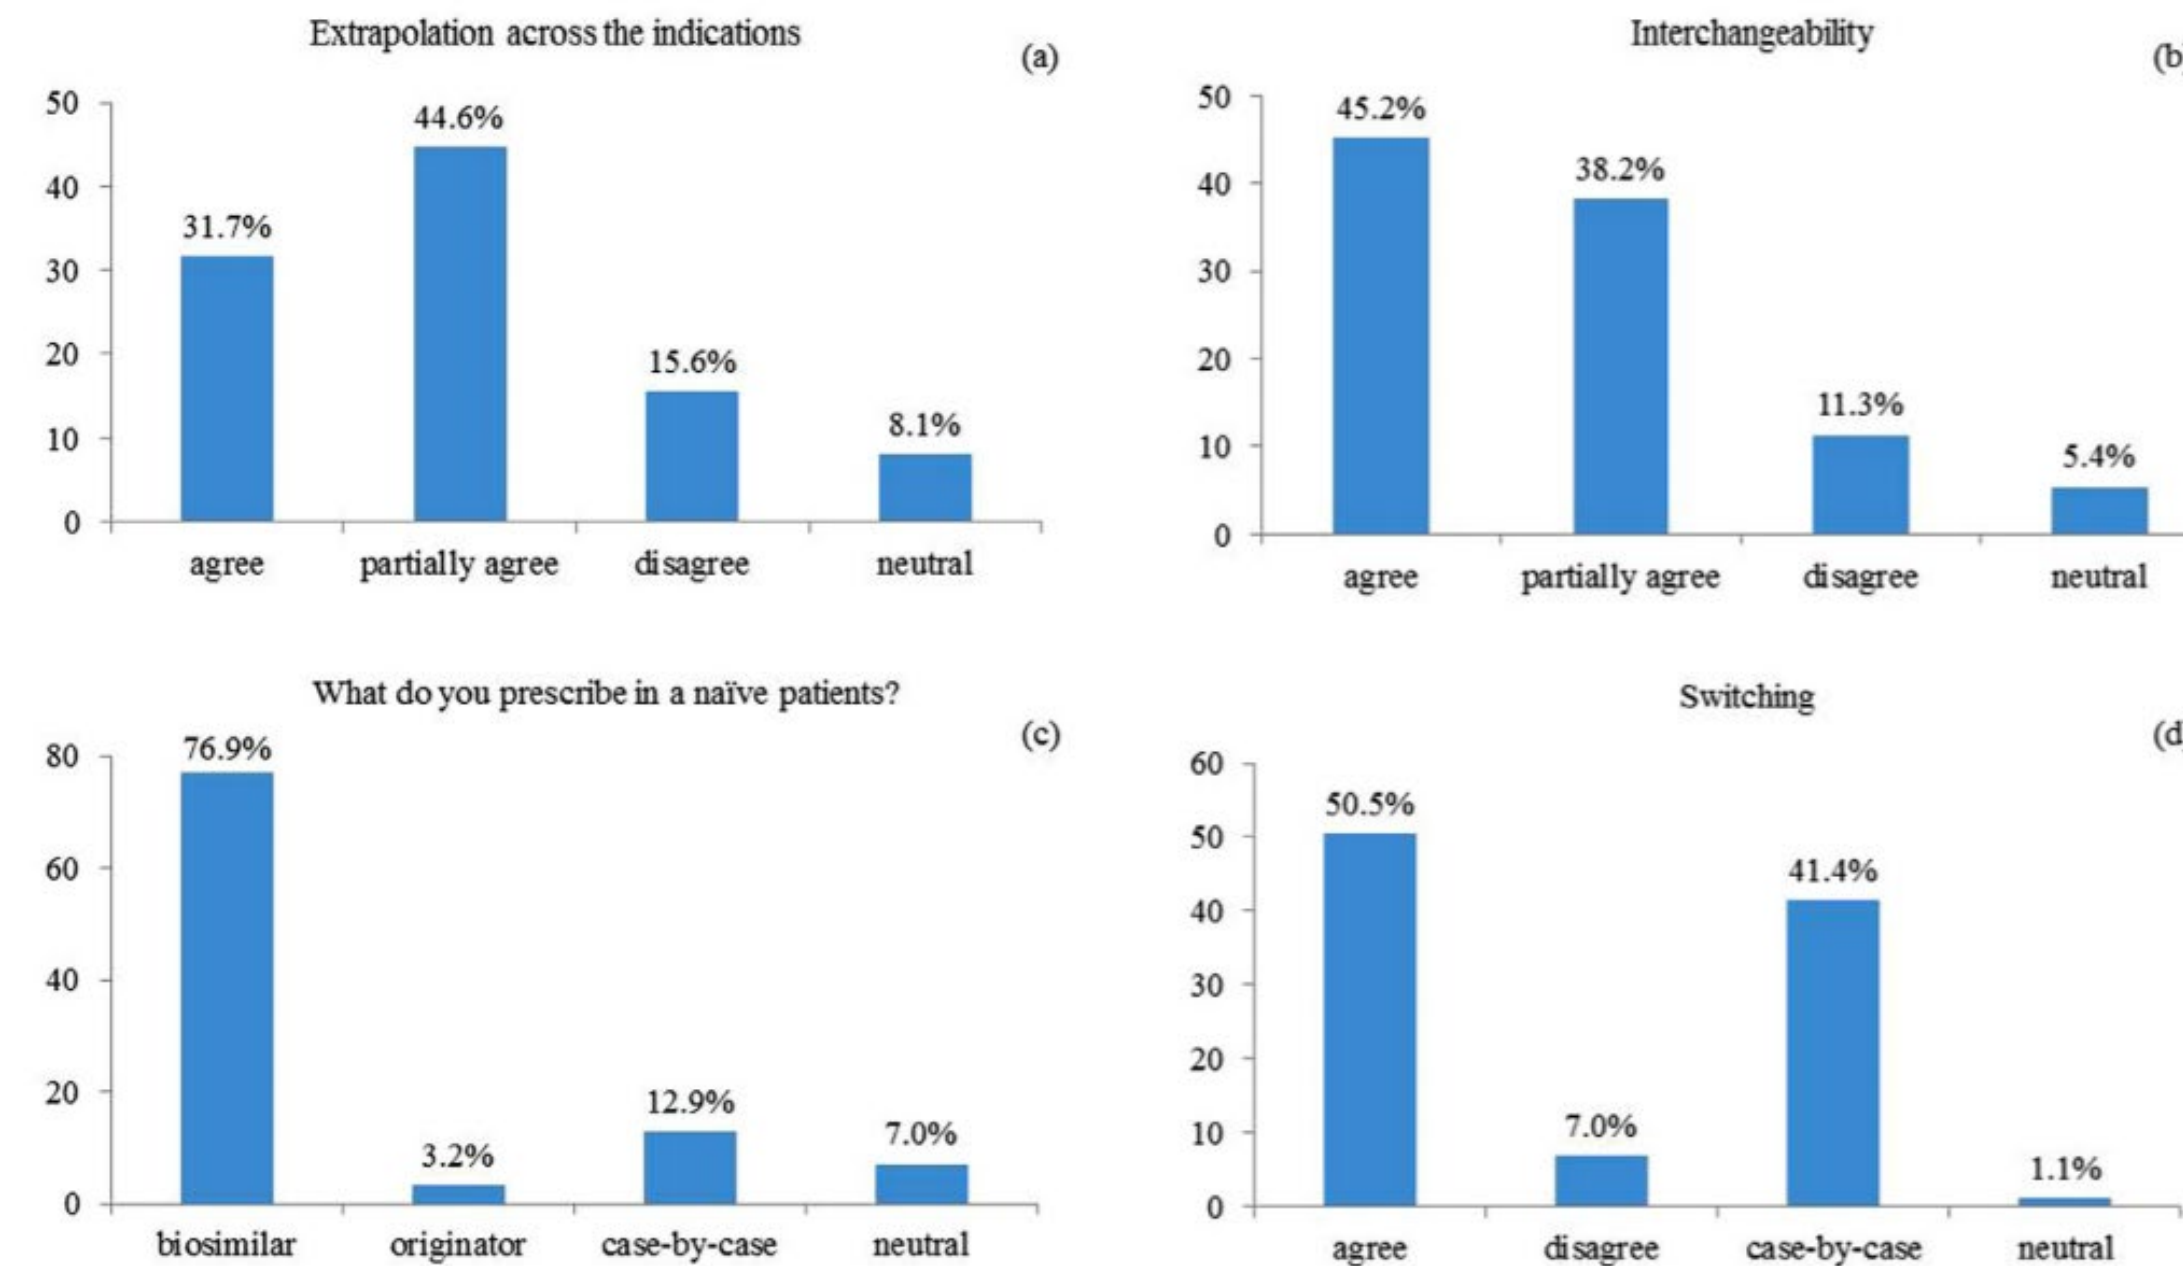 Extrapolation across the indications
(a)
50
40
30
20
10
0
31.7%
44.6%
15.6%
8.1%
agree
partially agree
disagree
neutral
Interchangeability
(b
50
40
30
20
10
0
45.2%
38.2%
11.3%
5.4%
agree
partially agree
disagree
neutral
What do you prescribe in a naïve patients?
(c)
80
60
40
20
0
76.9%
3.2%
12.9%
7.0%
biosimilar
originator
case-by-case
neutral
Switching
(d
60
50
40
30
20
10
0
50.5%
7.0%
41.4%
1.1%
agree
disagree
case-by-case
neutral